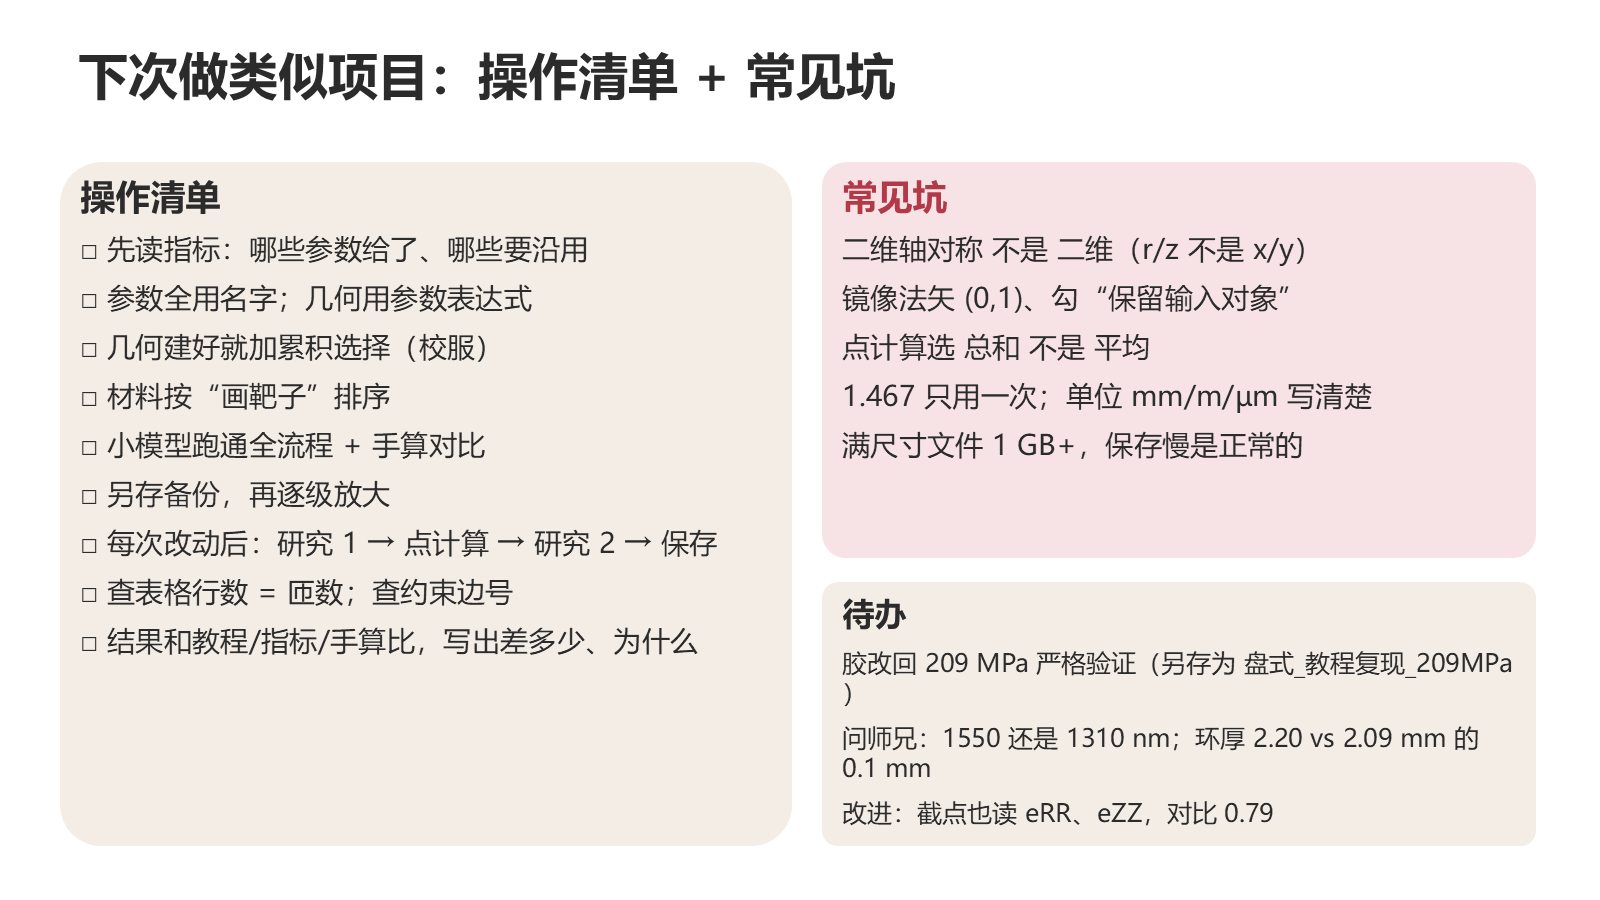 下次做类似项目：操作清单 + 常见坑
操作清单
□ 先读指标：哪些参数给了、哪些要沿用
□ 参数全用名字；几何用参数表达式
□ 几何建好就加累积选择（校服）
□ 材料按“画靶子”排序
□ 小模型跑通全流程 + 手算对比
□ 另存备份，再逐级放大
□ 每次改动后：研究 1 → 点计算 → 研究 2 → 保存
□ 查表格行数 = 匝数；查约束边号
□ 结果和教程/指标/手算比，写出差多少、为什么
常见坑
二维轴对称 不是 二维（r/z 不是 x/y）
镜像法矢 (0,1)、勾“保留输入对象”
点计算选 总和 不是 平均
1.467 只用一次；单位 mm/m/µm 写清楚
满尺寸文件 1 GB+，保存慢是正常的
待办
胶改回 209 MPa 严格验证（另存为 盘式_教程复现_209MPa
）
问师兄：1550 还是 1310 nm；环厚 2.20 vs 2.09 mm 的
0.1 mm
改进：截点也读 eRR、eZZ，对比 0.79